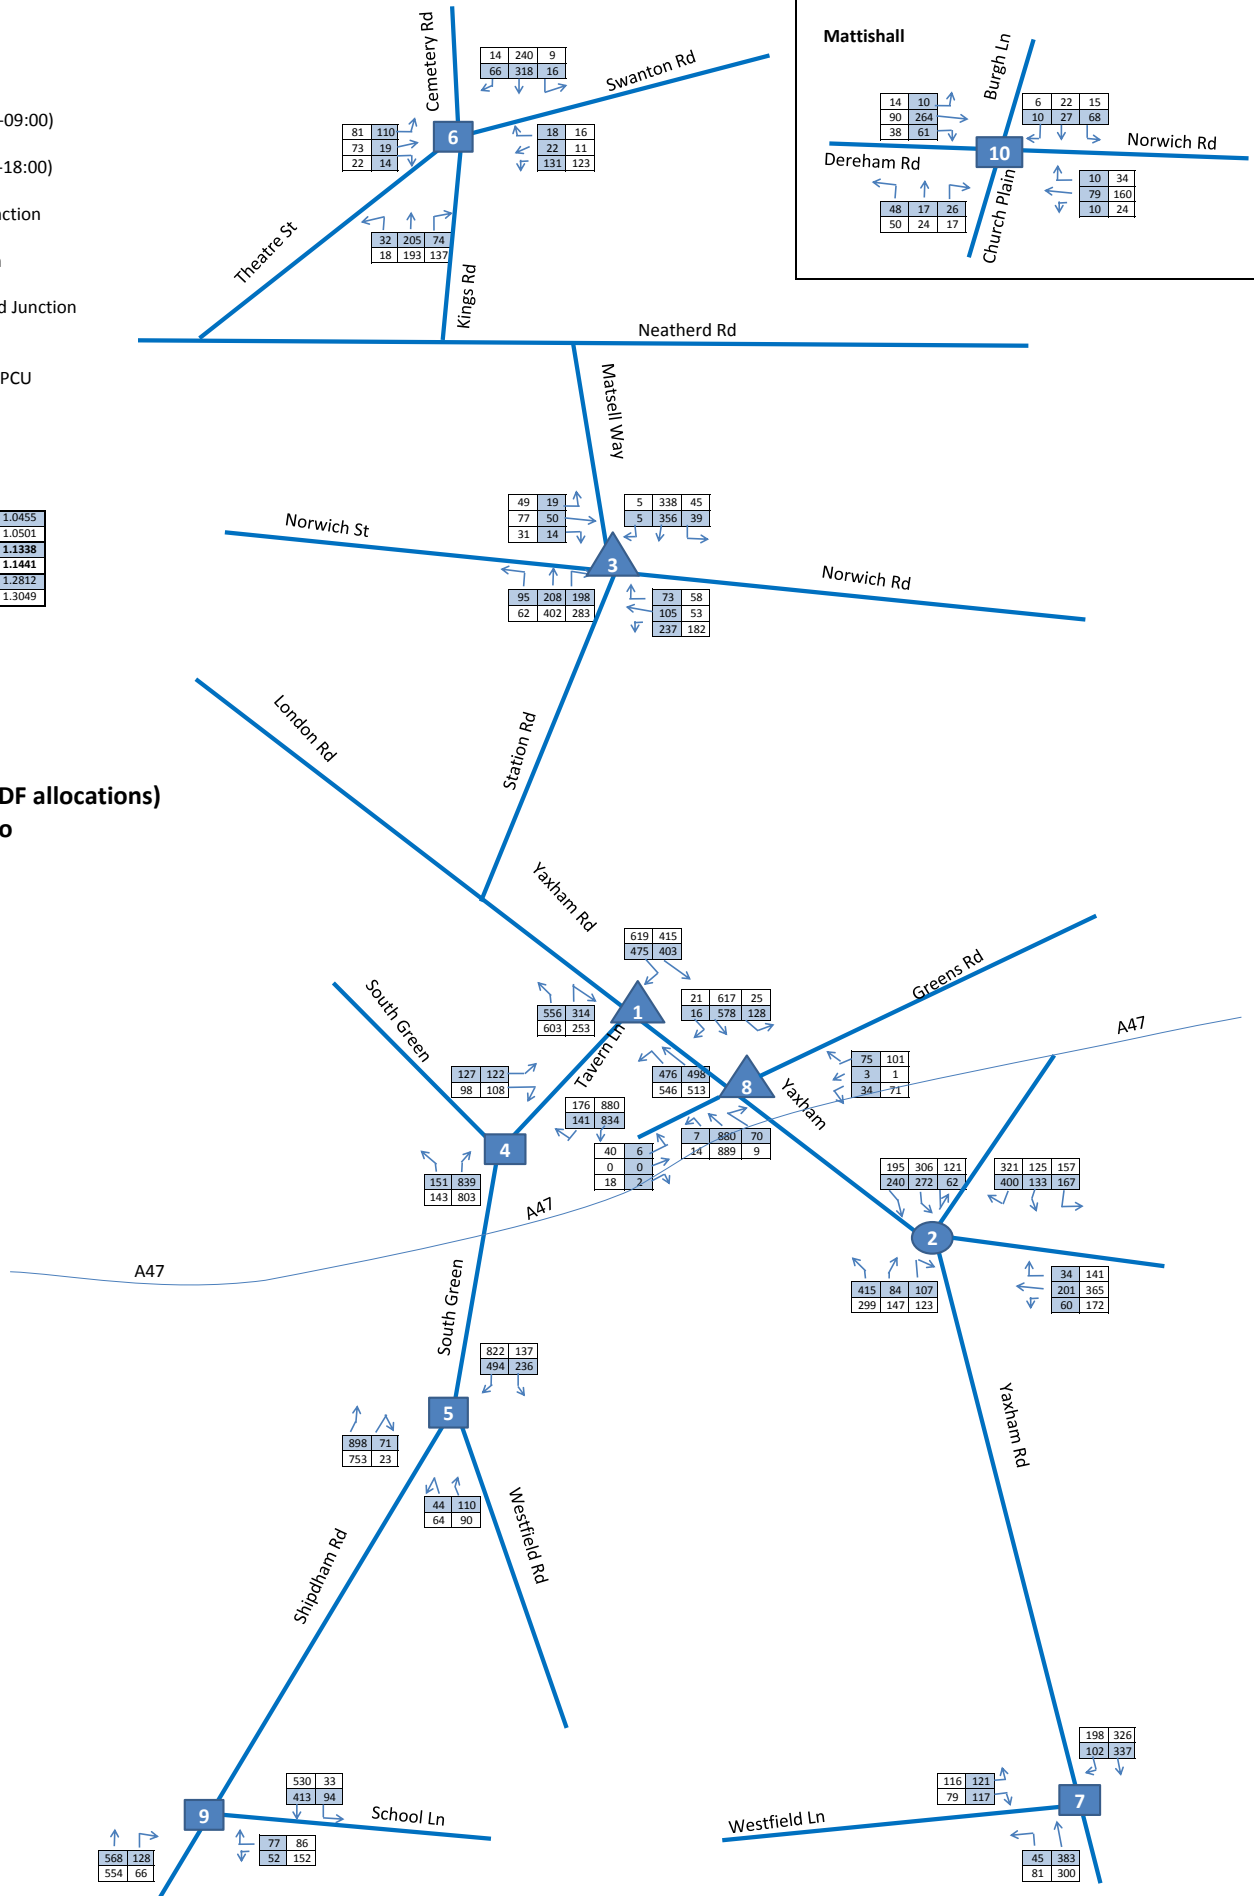 Mattishall
Cemetery Rd
14 240 9
66 318 16
Swanton Rd
Burgh Ln
-09:00)
81 110
73 19
22 14
6
18 16
22 11
131 123
14 10
90 264
38 61
6 22 15
10 27 68
10
Norwich Rd
Dereham Rd
-18:00)
48 17 26
50 24 17
10 34
79 160
10 24
Church Plain
nction
32 205 74
18 193 137
Theatre St
Kings Rd
d Junction
Neatherd Rd
PCU
Matsell Way
1.0455
1.0501
1.1338
1.1441
1.2812
1.3049
49 19
77 50
31 14
5 338 45
5 356 39
Norwich St
3
Norwich Rd
95 208 198
62 402 283
73 58
105 53
237 182
London Rd
Station Rd
DF allocations)
o
Yaxham Rd
619 415
475 403
South Green
556 314
603 253
1
21 617 25
16 578 128
Greens Rd
A47
Tavern Ln
476 498
546 513
8
Yaxham
75 101
3 1
34 71
127 122
98 108
176 880
141 834
4
40 6
0 0
18 2
7 880 70
14 889 9
151 839
143 803
195 306 121
240 272 62
321 125 157
400 133 167
A47
2
A47
415 84 107
299 147 123
34 141
201 365
60 172
South Green
822 137
494 236
5
898 71
753 23
44 110
64 90
Yaxham Rd
Westfield Rd
Shipdham Rd
198 326
102 337
530 33
413 94
116 121
79 117
7
9
School Ln
Westfield Ln
568 128
554 66
77 86
52 152
45 383
81 300